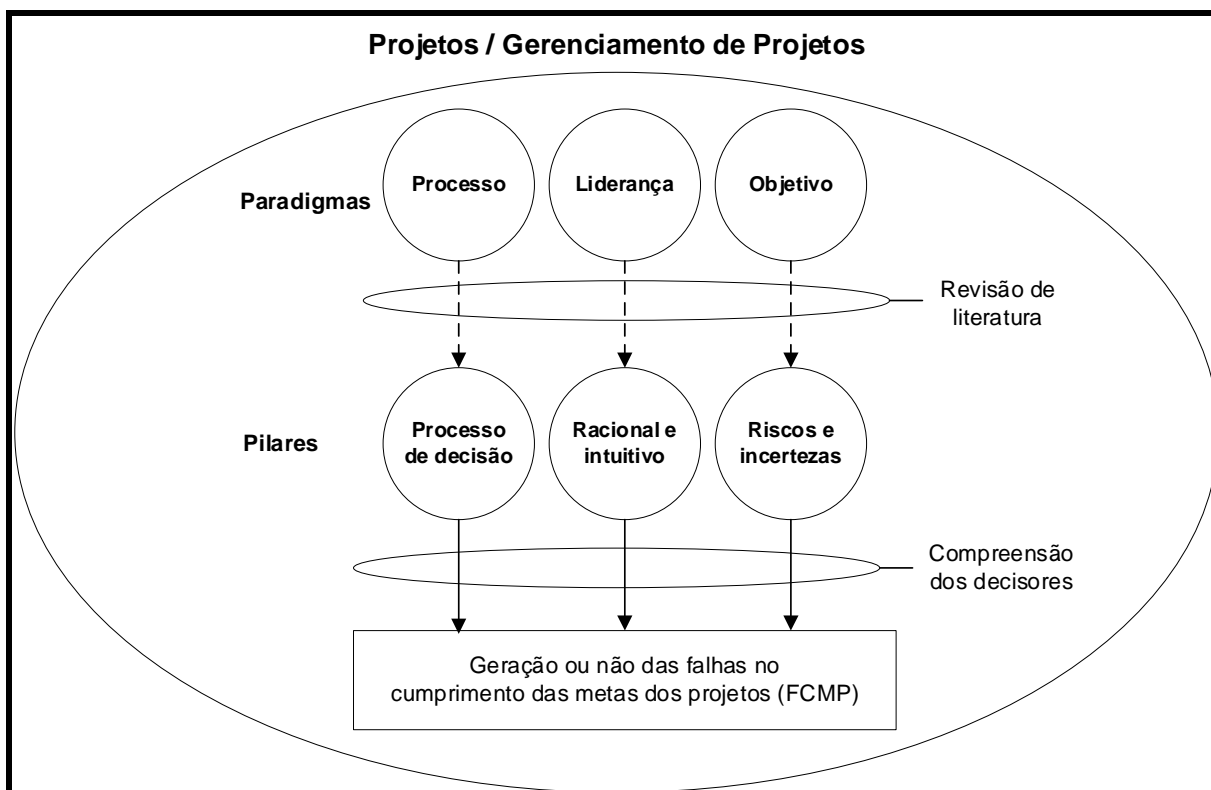 Projetos / Gerenciamento de Projetos
Processo
Liderança
Objetivo
Paradigmas
Revisão de
literatura
Processo
de decisão
Racional e
intuitivo
Riscos e
incertezas
Pilares
Compreensão
dos decisores
Geração ou não das falhas no
cumprimento das metas dos projetos (FCMP)